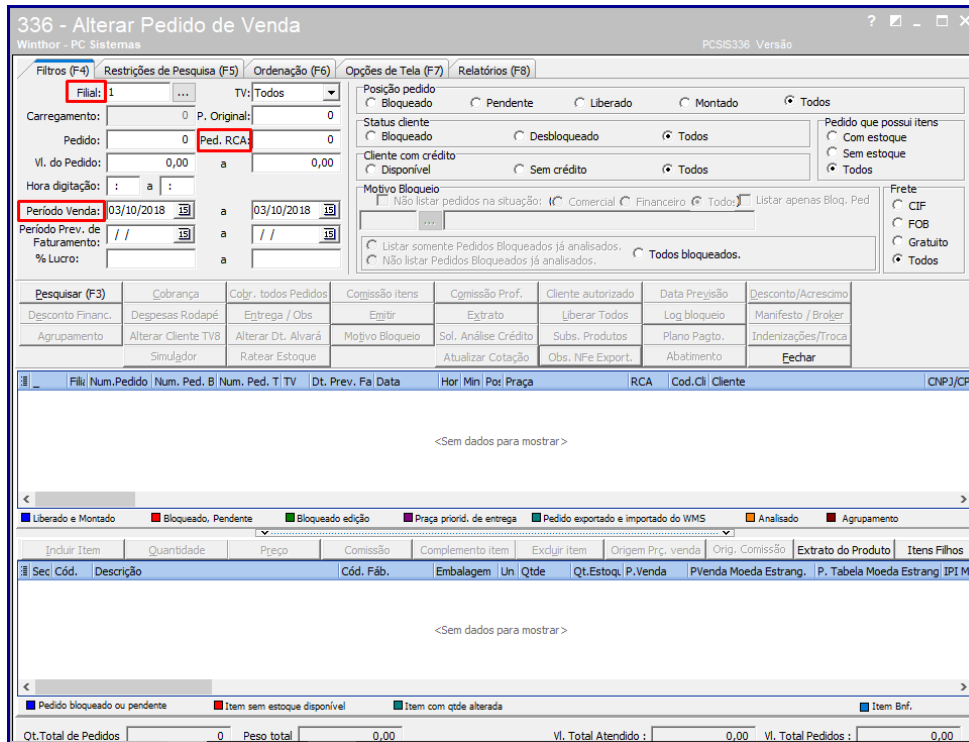 336 - Alterar Pedido de Venda
Winthor - PC Sistemas PCSIS336 Versão
Filtros (F4) Restrições de Pesquisa (F5) Ordenação (F6) Opções de Tela (F7) Relatórios (F8)
Filial: 1 ... TV: Todos
Carregamento: 0 P. Original: 0
Pedido: 0 Ped. RCA: 0
Vl. do Pedido: 0,00 a 0,00
Hora digitação: : a :
Período Venda: 03/10/2018 15 a 03/10/2018 15
Período Prev. de
Faturamento: / / 15 a / / 15
% Lucro: a
Posição pedido
Bloqueado Pendente Liberado Montado Todos
Status cliente
Bloqueado Desbloqueado Todos
Cliente com crédito
Disponível Sem crédito Todos
Pedido que possui itens
Com estoque
Sem estoque
Todos
Motivo Bloqueio
Não listar pedidos na situação: ( Comercial Financeiro Todos ) Listar apenas Bloq. Ped
...
Listar somente Pedidos Bloqueados já analisados.
Não listar Pedidos Bloqueados já analisados.
Todos bloqueados.
Frete
CIF
FOB
Gratuito
Todos
Pesquisar (F3) Cobrança Cobr. todos Pedidos Comissão itens Comissão Prof. Cliente autorizado Data Previsão Desconto/Acrescimo
Desconto Financ. Despesas Rodapé Entrega / Obs Emitir Extrato Liberar Todos Log bloqueio Manifesto / Broker
Agrupamento Alterar Cliente TV8 Alterar Dt. Alvará Motivo Bloqueio Sol. Análise Crédito Subs. Produtos Plano Pagto. Indenizações/Troca
Simulador Ratear Estoque Atualizar Cotação Obs. NFe Export. Abatimento Fechar
_ Filia Num.Pedido Num. Ped. B Num. Ped. T TV Dt. Prev. Fa Data Hor Min Pos Praça RCA Cod.Cli Cliente CNPJ/CP
<Sem dados para mostrar>
Liberado e Montado Bloqueado, Pendente Bloqueado edição Praça priorid. de entrega Pedido exportado e importado do WMS Analisado Agrupamento
Incluir Item Quantidade Preço Comissão Complemento item Excluir item Origem Prç. venda Orig. Comissão Extrato do Produto Itens Filhos
Sec Cód. Descrição Cód. Fáb. Embalagem Un Qtde Qt.Estoqu P.Venda PVenda Moeda Estrang. P. Tabela Moeda Estrang IPI M
<Sem dados para mostrar>
Pedido bloqueado ou pendente Item sem estoque disponível Item com qtde alterada Item Bnf.
Qt.Total de Pedidos 0 Peso total 0,00 Vl. Total Atendido : 0,00 Vl. Total Pedidos : 0,00